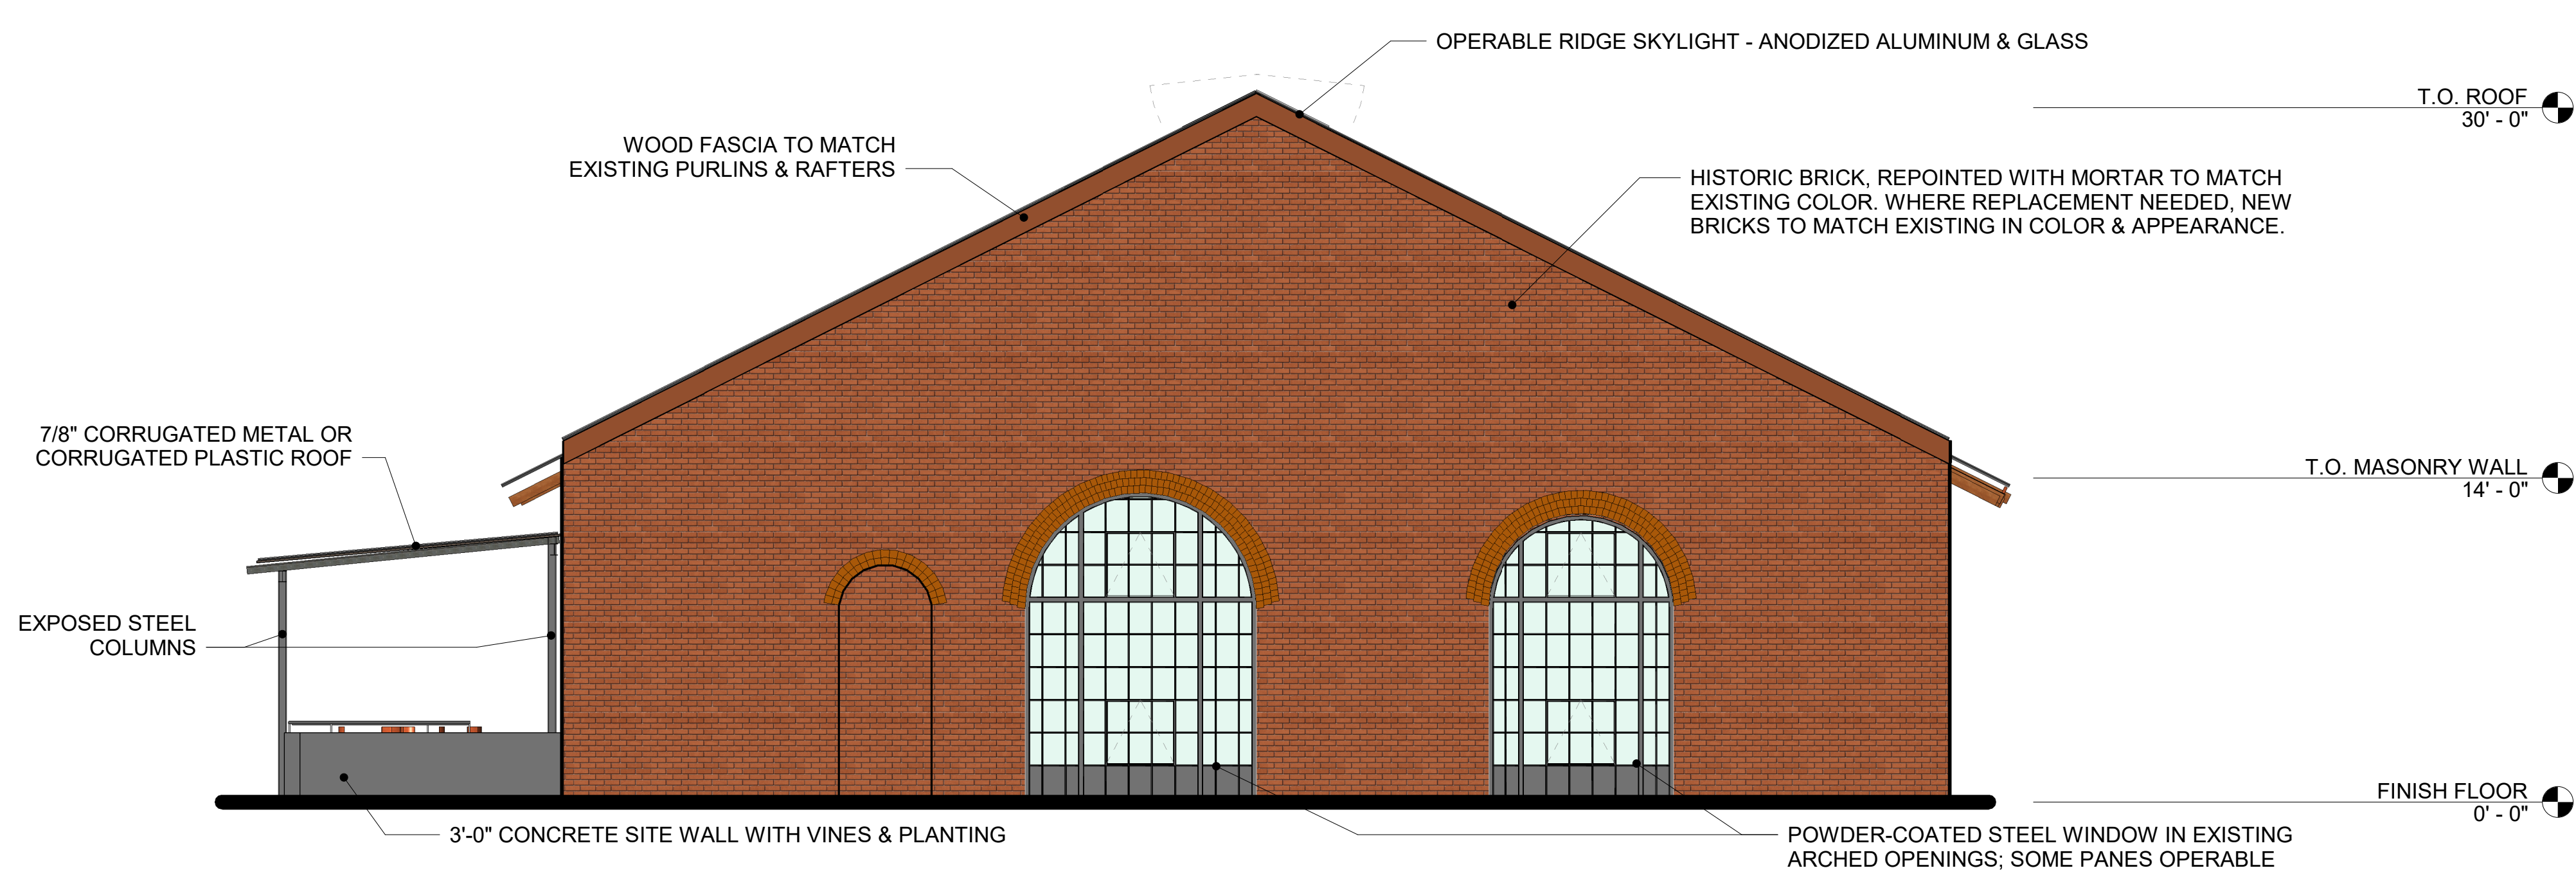 OPERABLE RIDGE SKYLIGHT - ANODIZED ALUMINUM & GLASS
T.O. ROOF
30' - 0"
WOOD FASCIA TO MATCH
EXISTING PURLINS & RAFTERS
HISTORIC BRICK, REPOINTED WITH MORTAR TO MATCH
EXISTING COLOR. WHERE REPLACEMENT NEEDED, NEW
BRICKS TO MATCH EXISTING IN COLOR & APPEARANCE.
7/8" CORRUGATED METAL OR
CORRUGATED PLASTIC ROOF
T.O. MASONRY WALL
14' - 0"
EXPOSED STEEL
COLUMNS
FINISH FLOOR
0' - 0"
3'-0" CONCRETE SITE WALL WITH VINES & PLANTING
POWDER-COATED STEEL WINDOW IN EXISTING
ARCHED OPENINGS; SOME PANES OPERABLE